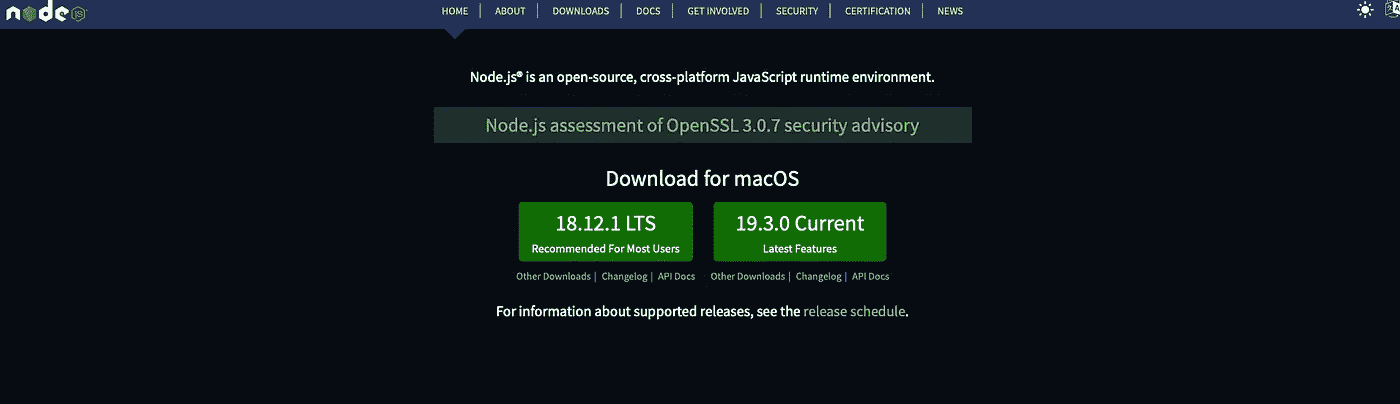 node JS
HOME | ABOUT | DOWNLOADS | DOCS | GET INVOLVED | SECURITY | CERTIFICATION | NEWS
Node.js® is an open-source, cross-platform JavaScript runtime environment.
Node.js assessment of OpenSSL 3.0.7 security advisory
Download for macOS
18.12.1 LTS 19.3.0 Current
Recommended For Most Users Latest Features
Other Downloads | Changelog | API Docs Other Downloads | Changelog | API Docs
For information about supported releases, see the release schedule.